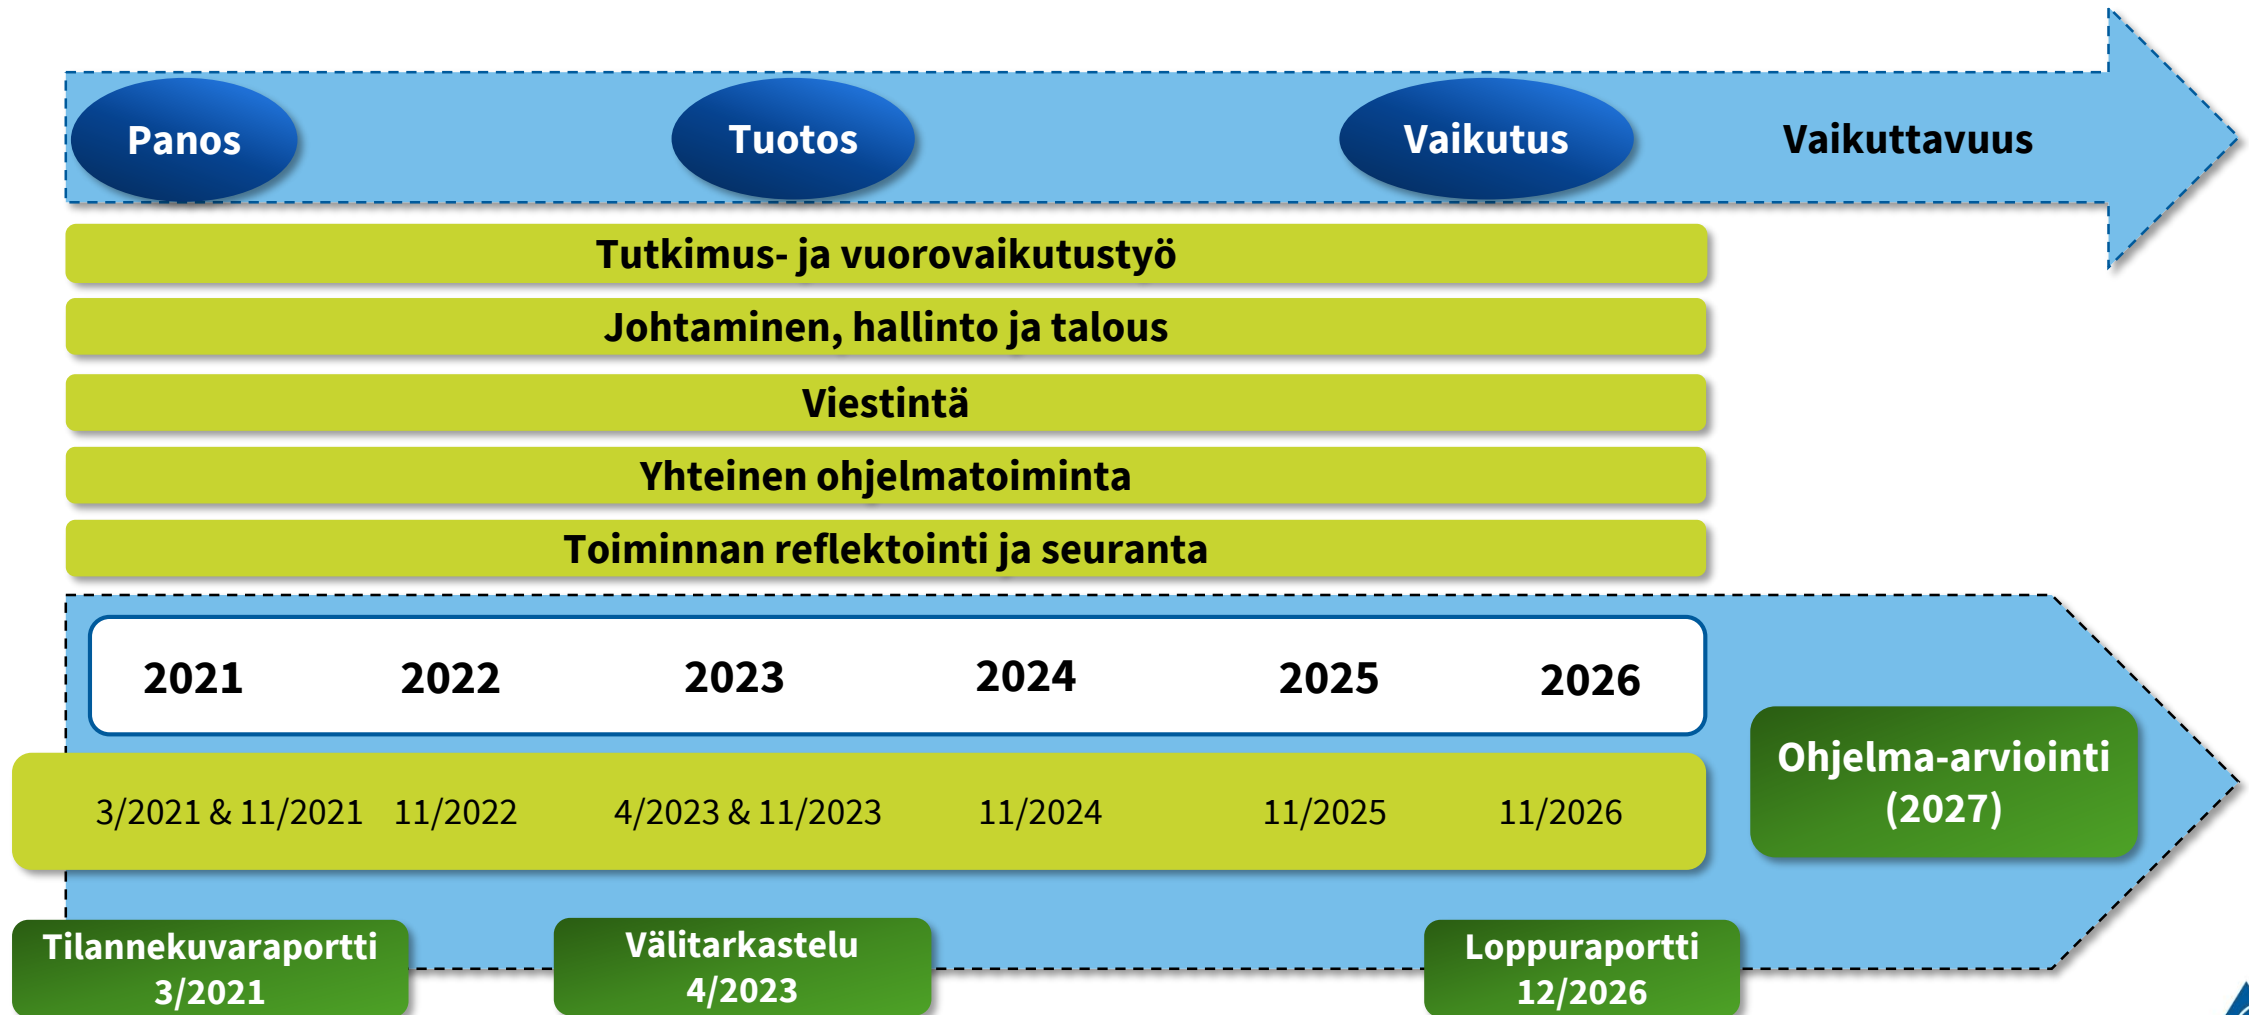 Panos
Tuotos
Vaikutus
Vaikuttavuus
Tutkimus- ja vuorovaikutustyö
Johtaminen, hallinto ja talous
Viestintä
Yhteinen ohjelmatoiminta
Toiminnan reflektointi ja seuranta
2021 2022 2023 2024 2025 2026
3/2021 & 11/2021 11/2022 4/2023 & 11/2023 11/2024 11/2025 11/2026
Ohjelma-arviointi
(2027)
Tilannekuvaraportti
3/2021
Välitarkastelu
4/2023
Loppuraportti
12/2026